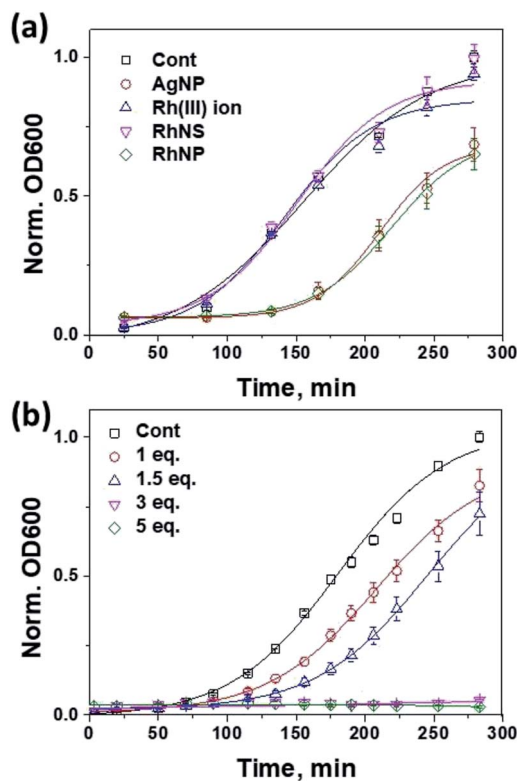 (a)
Cont
AgNP
Rh(III) ion
RhNS
RhNP
Norm. OD600
1.0
0.5
0.0
0 50 100 150 200 250 300
Time, min
(b)
Cont
1 eq.
1.5 eq.
3 eq.
5 eq.
Norm. OD600
1.0
0.5
0.0
0 50 100 150 200 250 300
Time, min